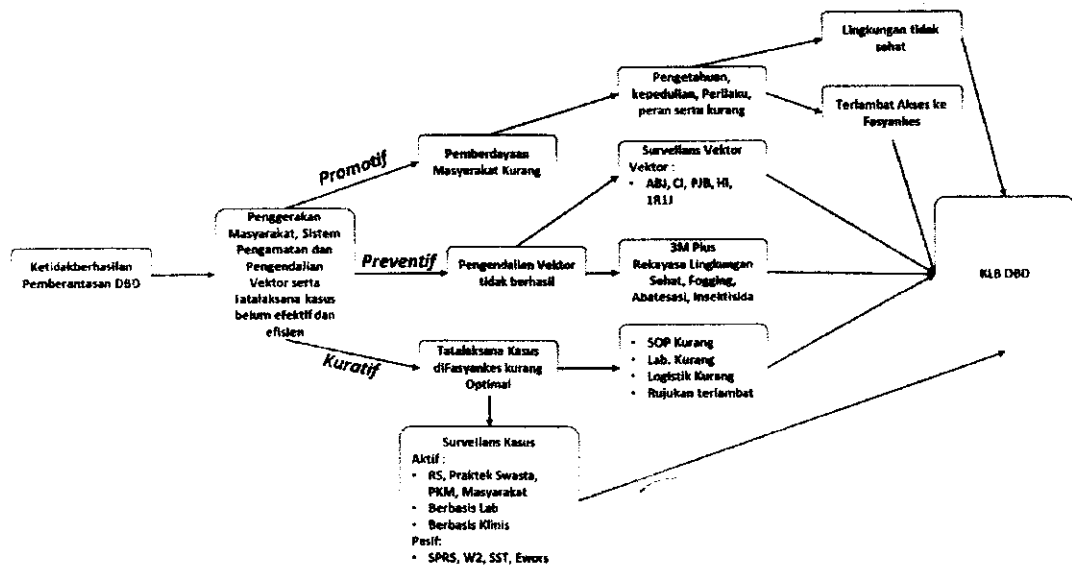 Lingkungan tidak
sehat
Pengetahuan,
kepedulian, Perilaku,
peran serta kurang
Terlambat Akses ke
Fasyankes
Promotif
Pemberdayaan
Masyarakat Kurang
Surveilans Vektor
Vektor :
• ABJ, CI, PJB, HI,
1R1J
Penggerakan
Masyarakat, Sistem
Pengamatan dan
Pengendalian
Vektor serta
tatalaksana kasus
belum efektif dan
efisien
Ketidakberhasilan
Pemberantasan DBD
Preventif
Pengendalian Vektor
tidak berhasil
3M Plus
Rekayasa Lingkungan
Sehat, Fogging,
Abatesasi, Insektisida
KLB DBD
Kuratif
Tatalaksana Kasus
diFasyankes kurang
Optimal
• SOP Kurang
• Lab. Kurang
• Logistik Kurang
• Rujukan terlambat
Surveilans Kasus
Aktif :
• RS, Praktek Swasta,
PKM, Masyarakat
• Berbasis Lab
• Berbasis Klinis
Pasif:
• SPRS, W2, SST, Ewors